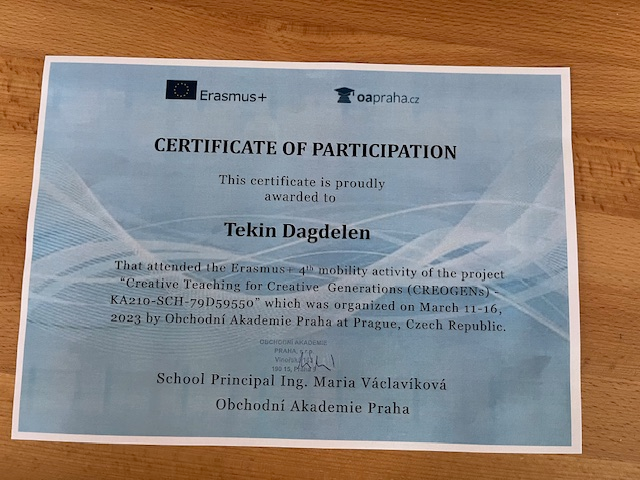 Erasmus+
oapraha.cz
CERTIFICATE OF PARTICIPATION
This certificate is proudly
awarded to
Tekin Dagdelen
That attended the Erasmus+ 4th mobility activity of the project
“Creative Teaching for Creative Generations (CREOGENs) -
KA210-SCH-79D59550” which was organized on March 11-16,
2023 by Obchodní Akademie Praha at Prague, Czech Republic.
OBCHODNÍ AKADEMIE
PRAHA, s.r.o.
School Principal Ing. Maria Václavíková
Obchodní Akademie Praha